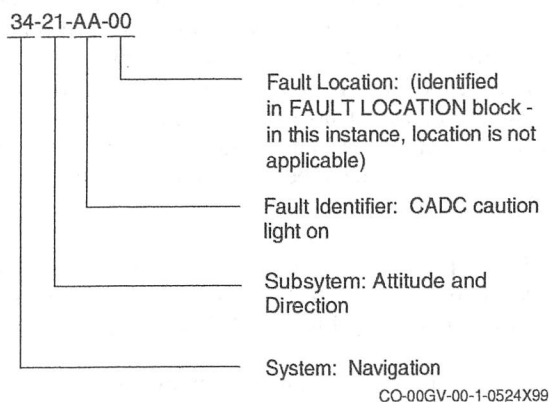 34-21-AA-00
Fault Location: (identified
in FAULT LOCATION block -
in this instance, location is not
applicable)
Fault Identifier: CADC caution
light on
Subsytem: Attitude and
Direction
System: Navigation
CO-00GV-00-1-0524X99